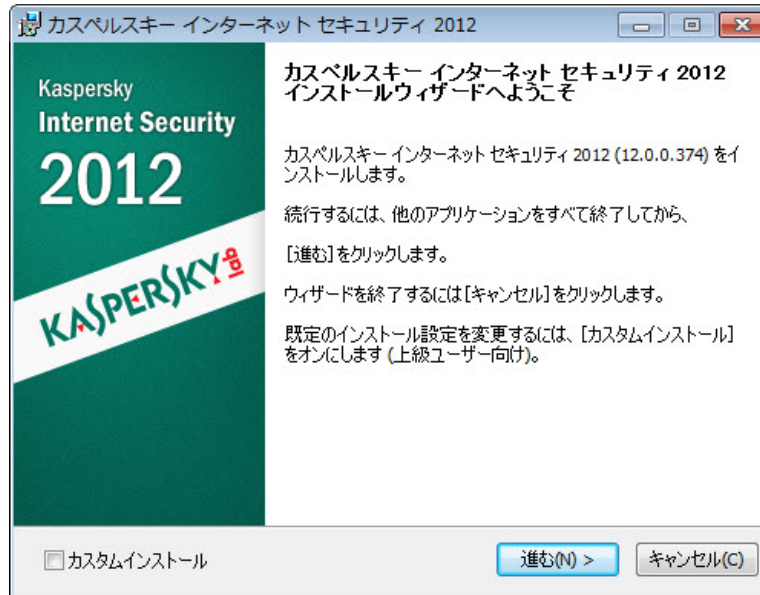 カスペルスキー インターネット セキュリティ 2012
Kaspersky
Internet Security
2012
KASPERSKY lab
カスペルスキー インターネット セキュリティ 2012
インストールウィザードへようこそ
カスペルスキー インターネット セキュリティ 2012 (12.0.0.374) をイ
ンストールします。
続行するには、他のアプリケーションをすべて終了してから、
[進む]をクリックします。
ウィザードを終了するには[キャンセル]をクリックします。
既定のインストール設定を変更するには、[カスタムインストール]
をオンにします (上級ユーザー向け)。
カスタムインストール
進む(N) >
キャンセル(C)